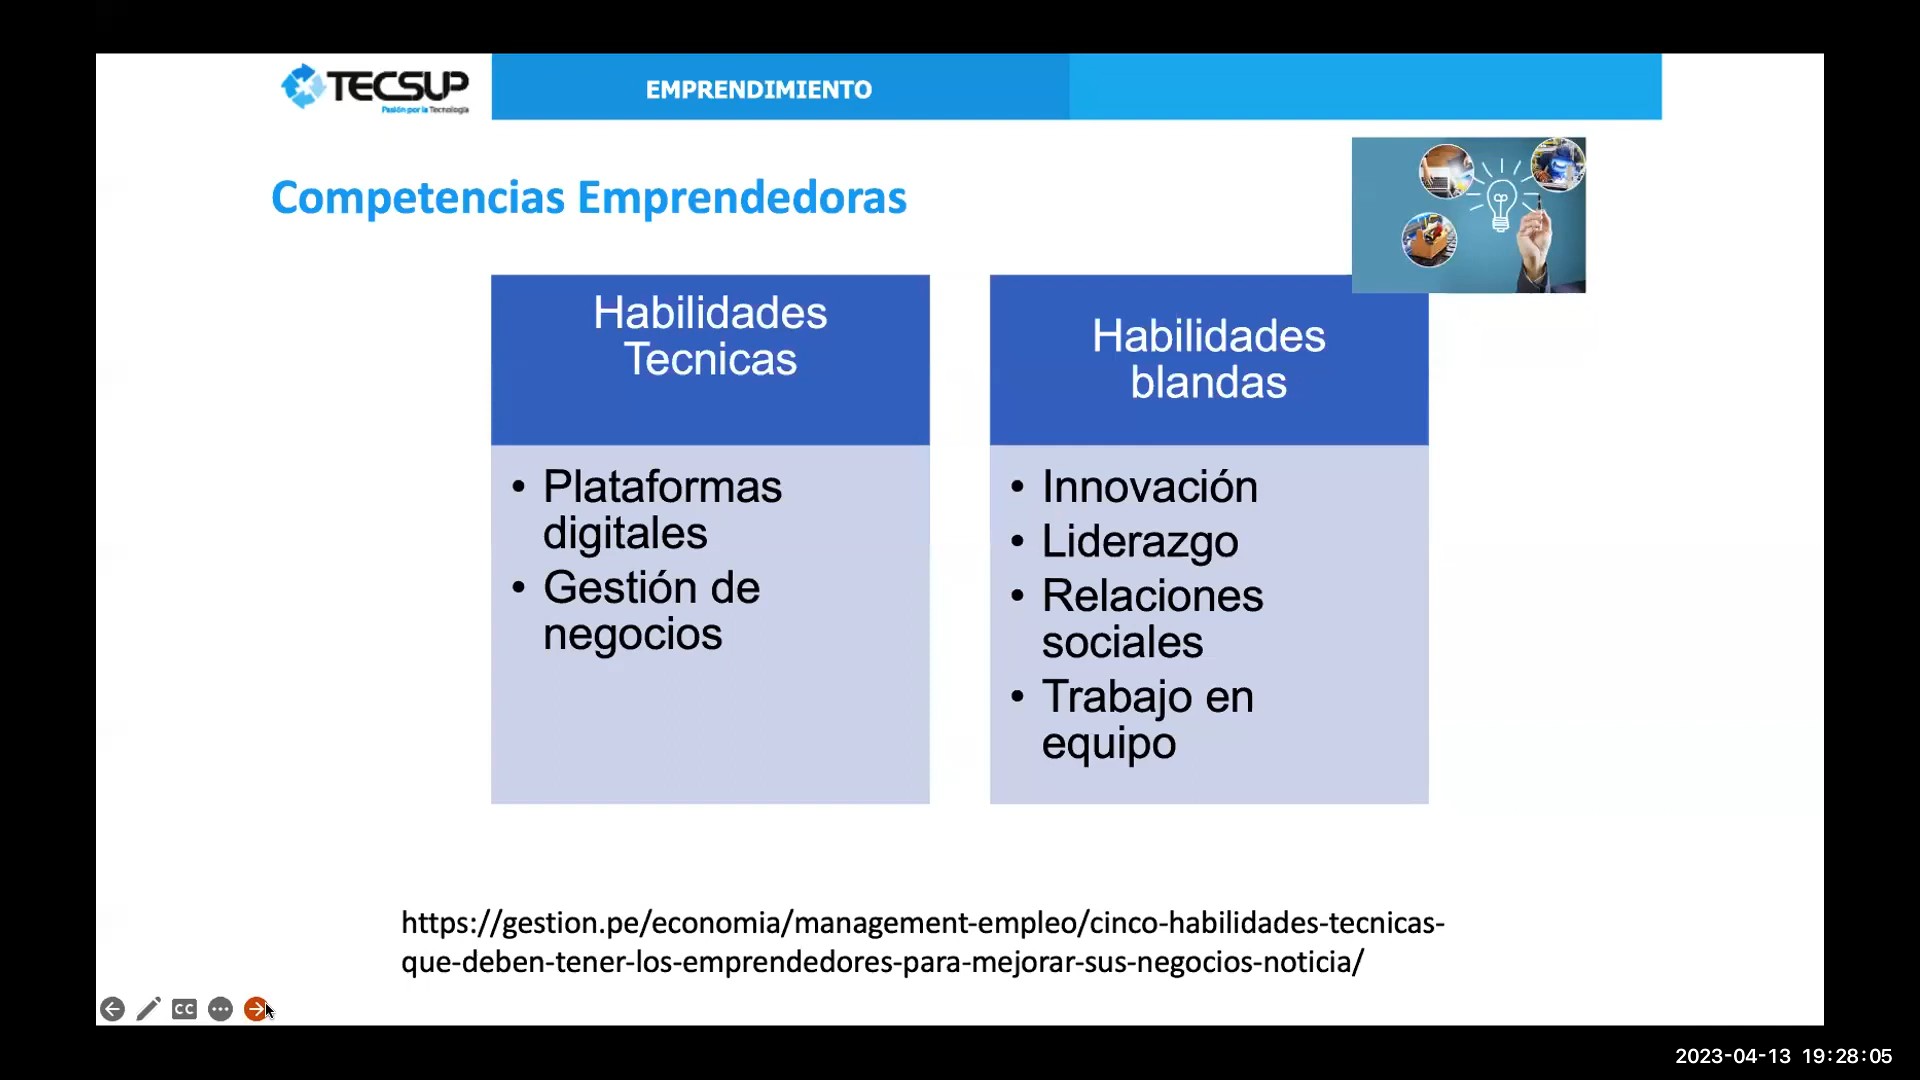 TECSUP
Pasión por la Tecnología
EMPRENDIMIENTO
Competencias Emprendedoras
Habilidades
Tecnicas
• Plataformas
digitales
• Gestión de
negocios
Habilidades
blandas
• Innovación
• Liderazgo
• Relaciones
sociales
• Trabajo en
equipo
https://gestion.pe/economia/management-empleo/cinco-habilidades-tecnicas-
que-deben-tener-los-emprendedores-para-mejorar-sus-negocios-noticia/
CC
2023-04-13 19:28:05